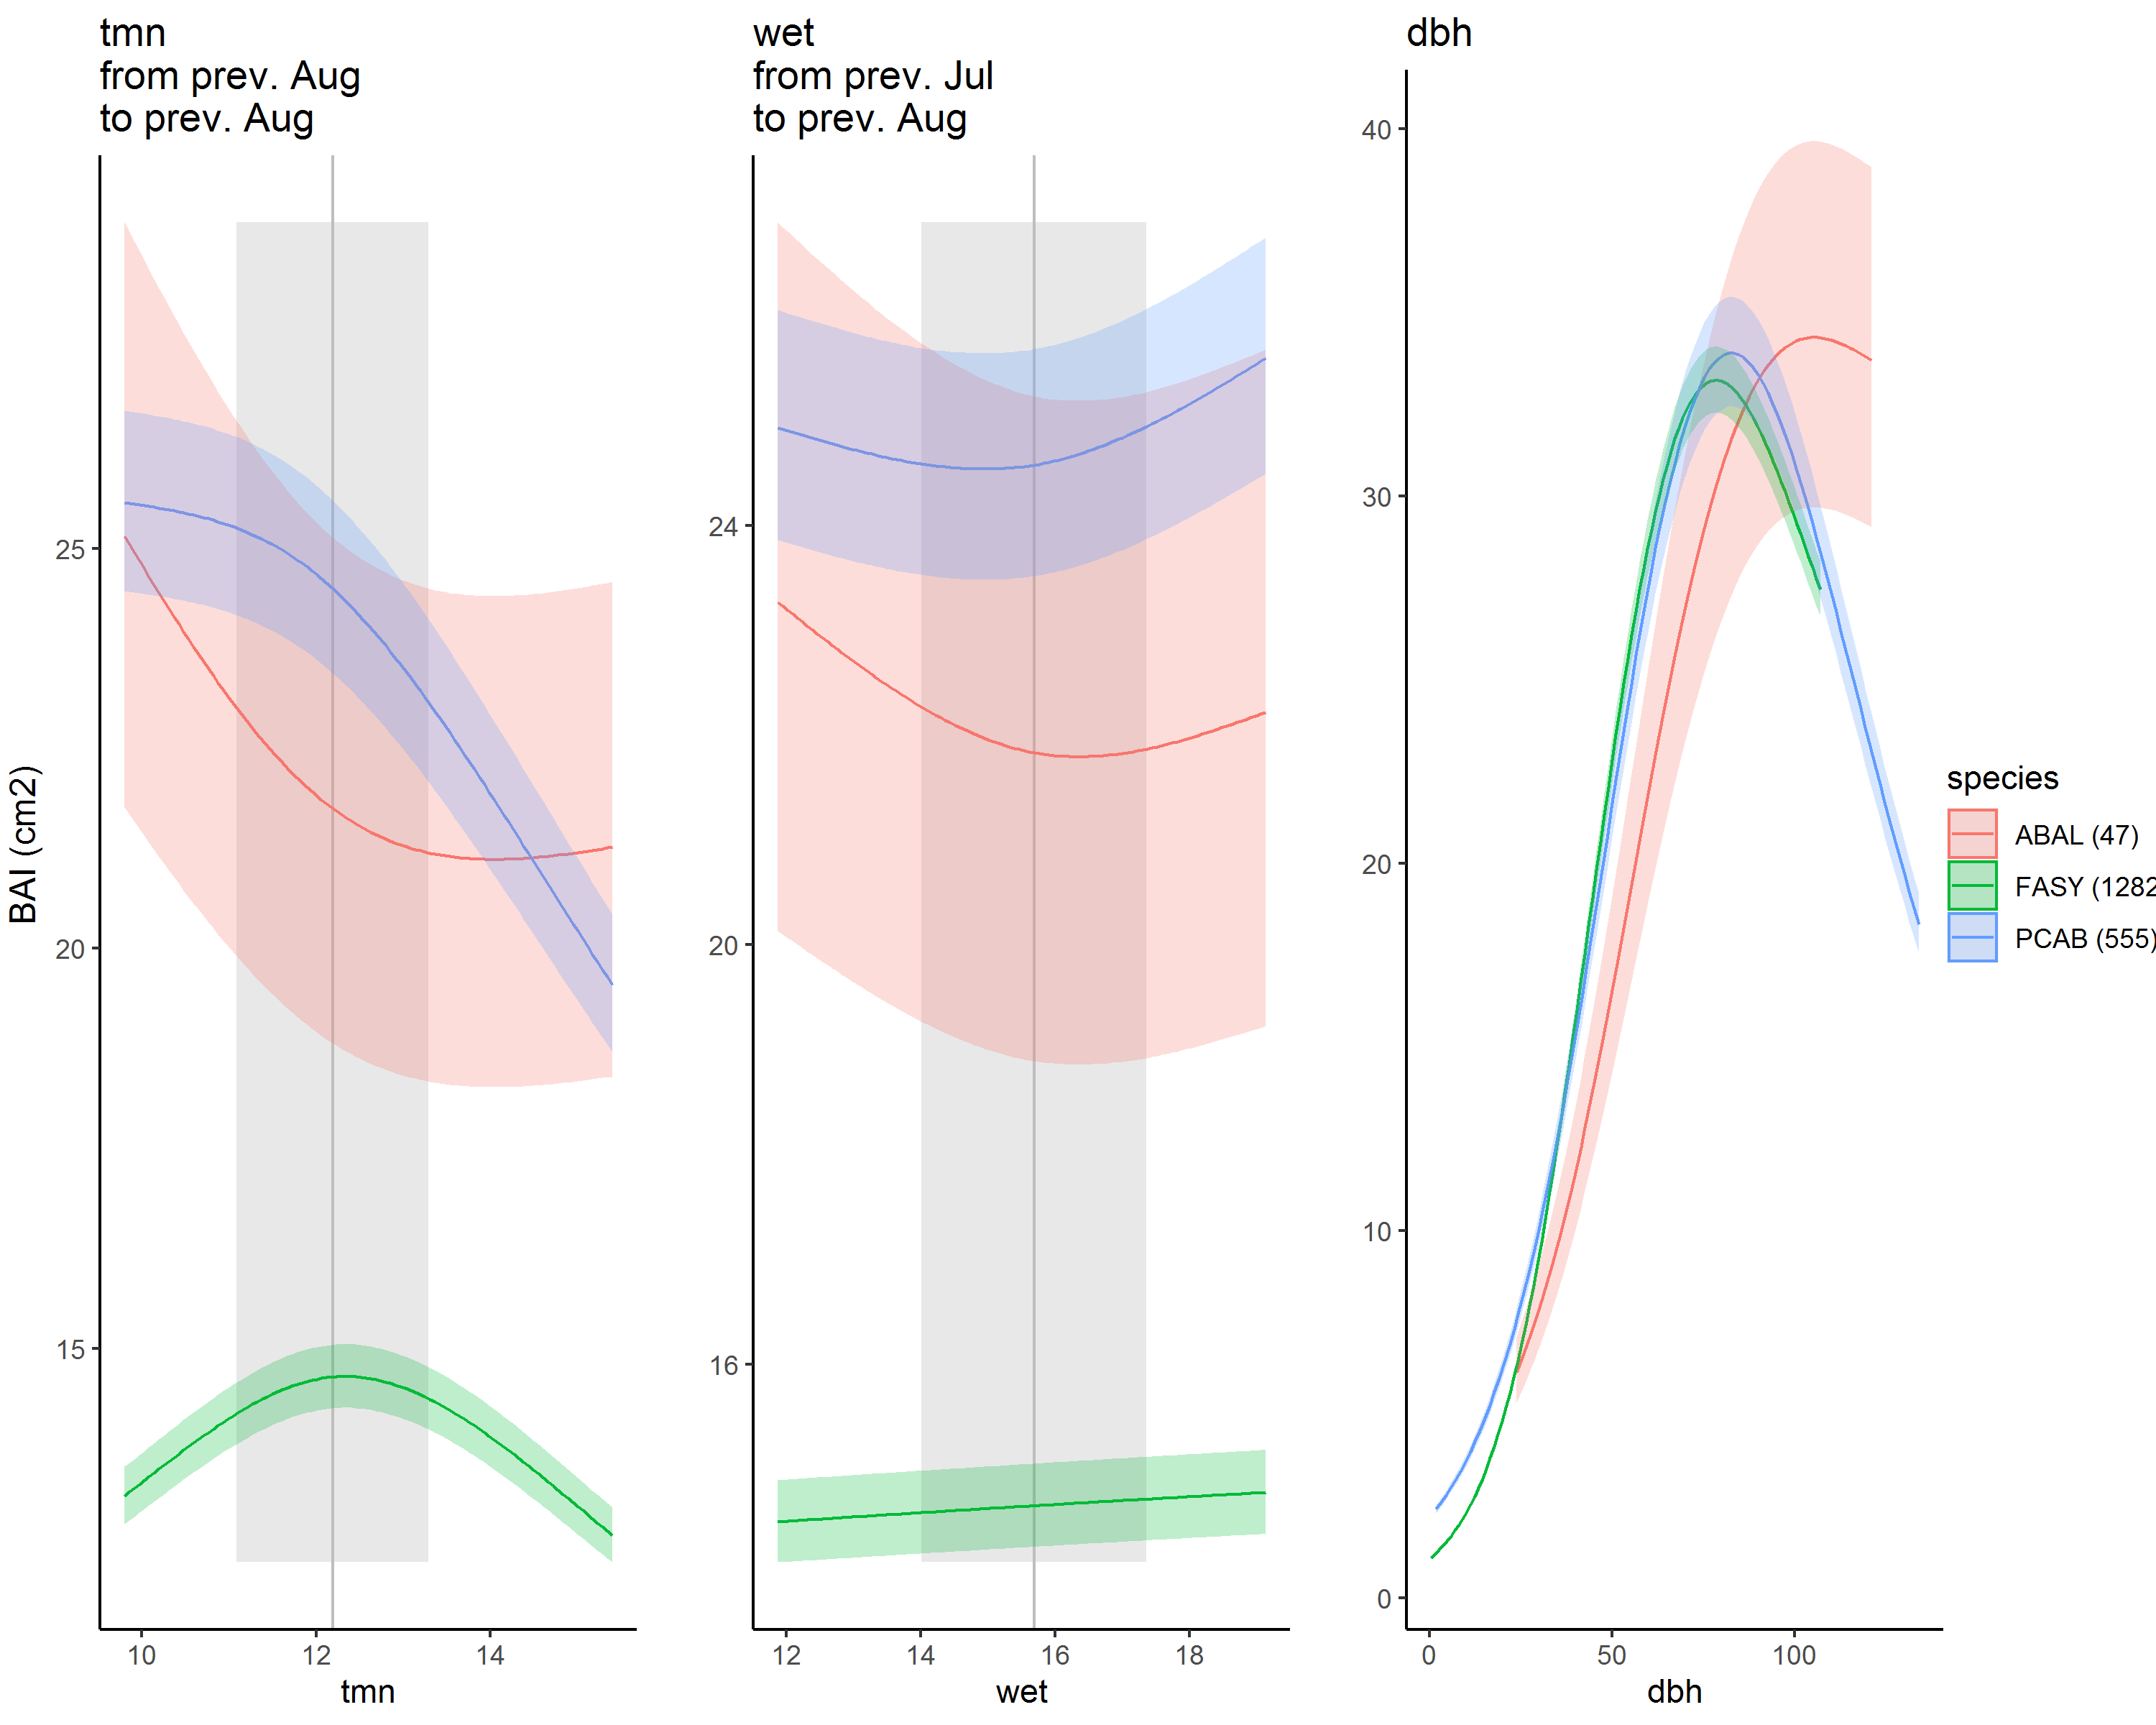 tmn
from prev. Aug
to prev. Aug
wet
from prev. Jul
to prev. Aug
dbh
BAI (cm2)
25
20
15
10
12
14
tmn
24
20
16
12
14
16
18
wet
40
30
20
10
0
0
50
100
dbh
species
ABAL (47)
FASY (1282
PCAB (555)